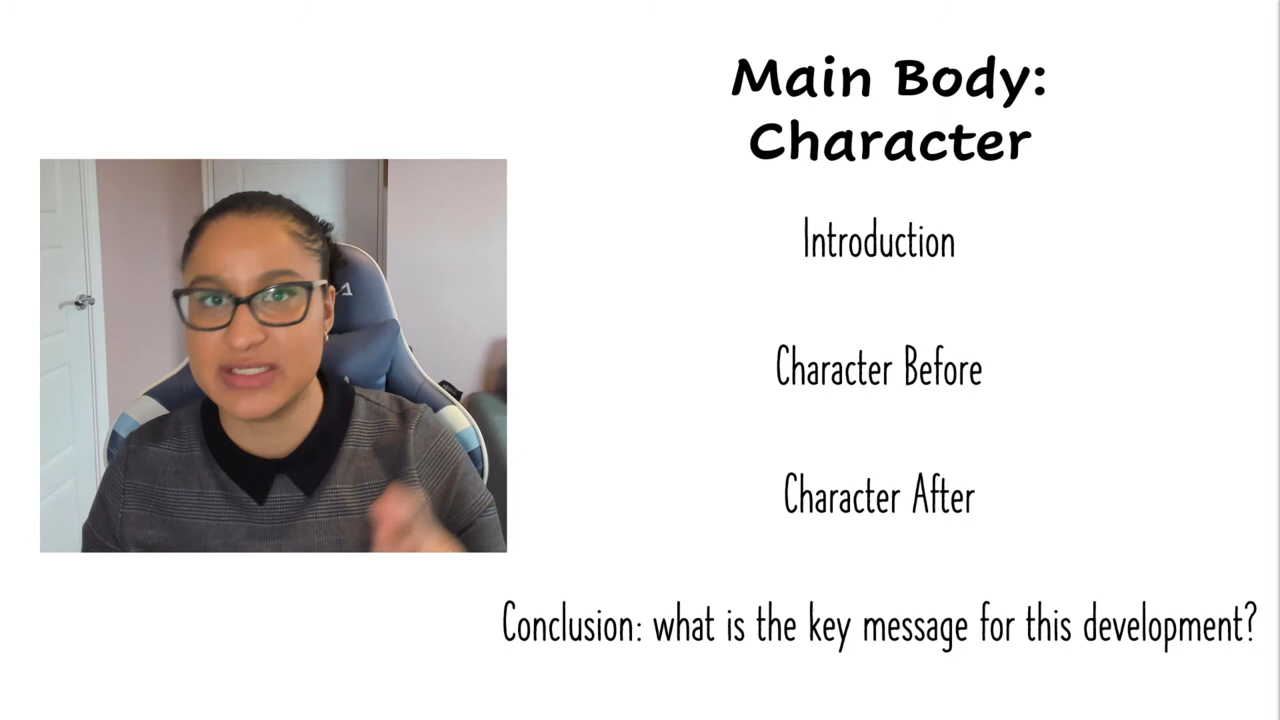 Main Body:
Character
Introduction
Character Before
Character After
Conclusion: what is the key message for this development?